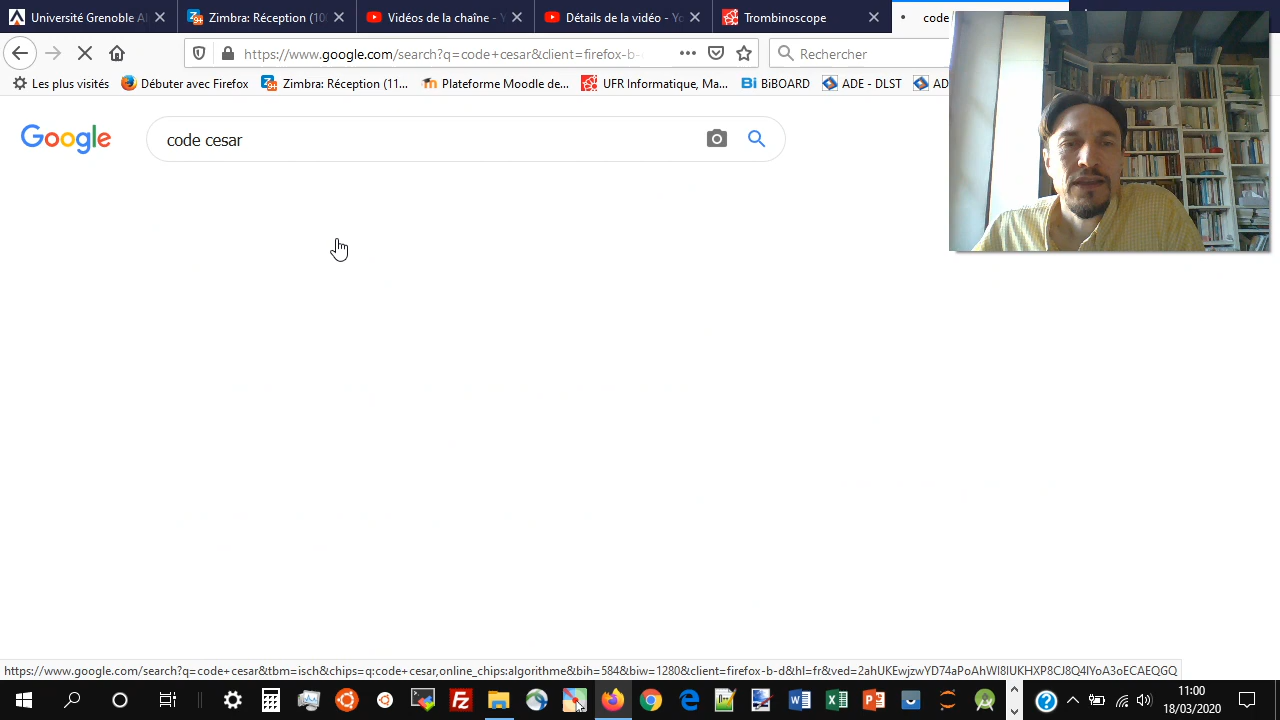 Université Grenoble Al
Zimbra: Réception (10
Vidéos de la chaîne - Y
Détails de la vidéo - Yo
Trombinoscope
code
https://www.google.com/search?q=code+cesar&client=firefox-b-
Rechercher
Les plus visités
Débuter avec Firefox
Zimbra: Réception (11...
Plateforme Moodle de...
UFR Informatique, Ma...
Bi BiBOARD
ADE - DLST
AD
Google
code cesar
https://www.google.com/search?q=code+cesar&tbm=isch&chips=q:code+cesar,online_chips:algorithme&bih=584&biw=1280&client=firefox-b-d&hl=fr&ved=2ahUKEwjzwYD74aPoAhWI8IUKHXP8CJ8Q4lYoA3oECAEQGQ
11:00
18/03/2020